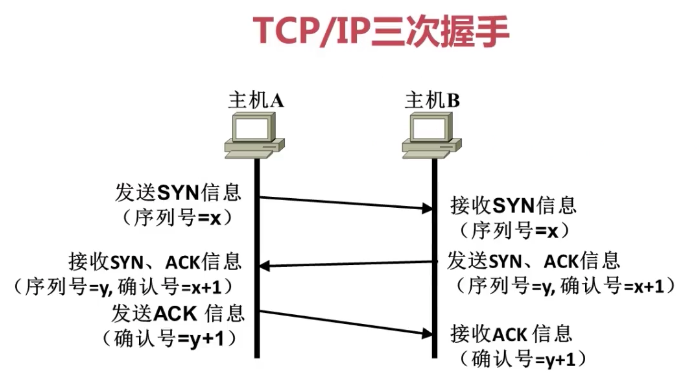 TCP/IP三次握手
主机A
主机B
发送SYN信息
（序列号=x）
接收SYN信息
（序列号=x）
接收SYN、ACK信息
（序列号=y, 确认号=x+1）
发送SYN、ACK信息
（序列号=y, 确认号=x+1）
发送ACK 信息
（确认号=y+1）
接收ACK 信息
（确认号=y+1）